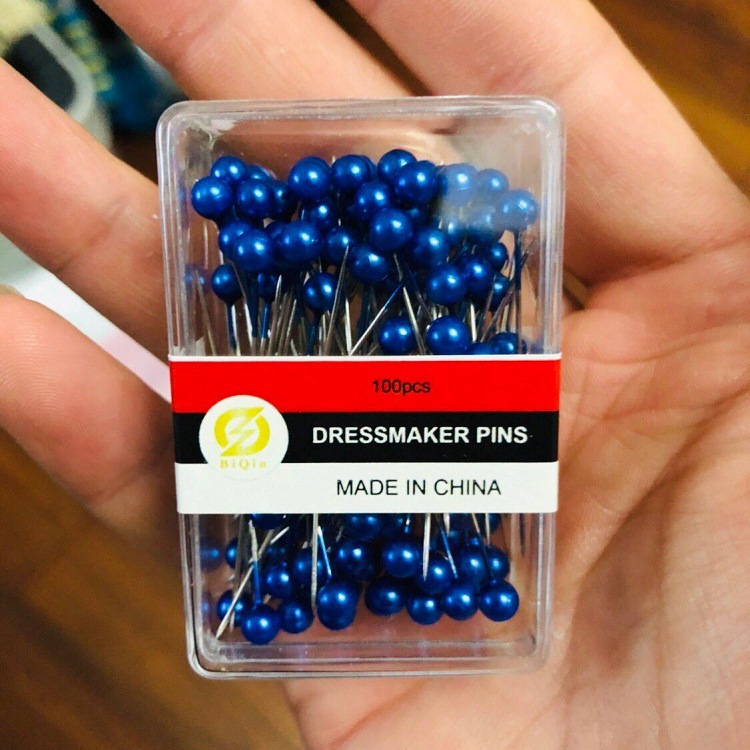 100pcs
DRESSMAKER PINS
BiQin
MADE IN CHINA